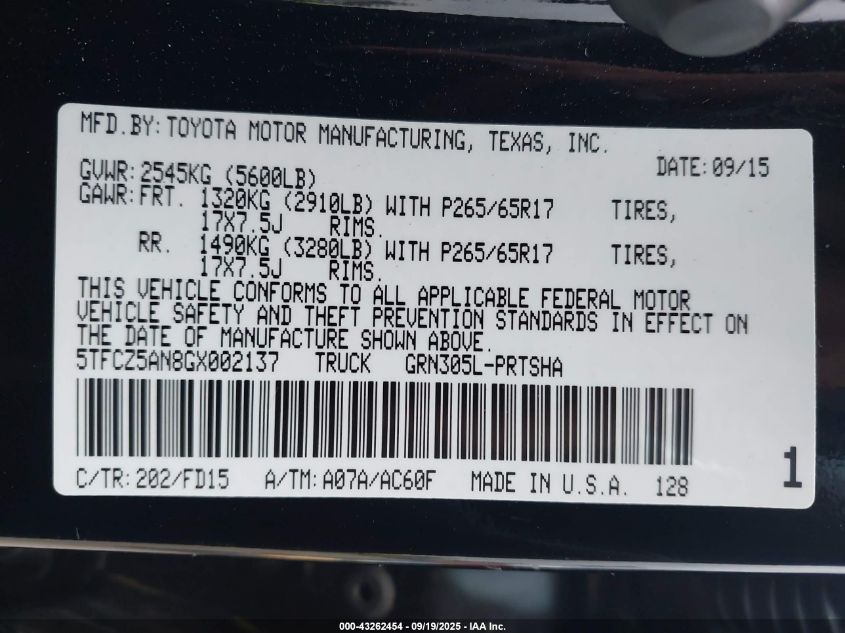 MFD.BY:TOYOTA MOTOR MANUFACTURING, TEXAS, INC.
DATE:09/15
GVWR:2545KG (5600LB)
GAWR:FRT. 1320KG (2910LB) WITH P265/65R17 TIRES,
17X7.5J RIMS.
RR. 1490KG (3280LB) WITH P265/65R17 TIRES,
17X7.5J RIMS.
THIS VEHICLE CONFORMS TO ALL APPLICABLE FEDERAL MOTOR
VEHICLE SAFETY AND THEFT PREVENTION STANDARDS IN EFFECT ON
THE DATE OF MANUFACTURE SHOWN ABOVE.
5TFCZ5AN8GX002137 TRUCK GRN305L-PRTSHA
1
C/TR:202/FD15 A/TM:A07A/AC60F MADE IN U.S.A. 128
000-43262454 - 09/19/2025 - IAA Inc.